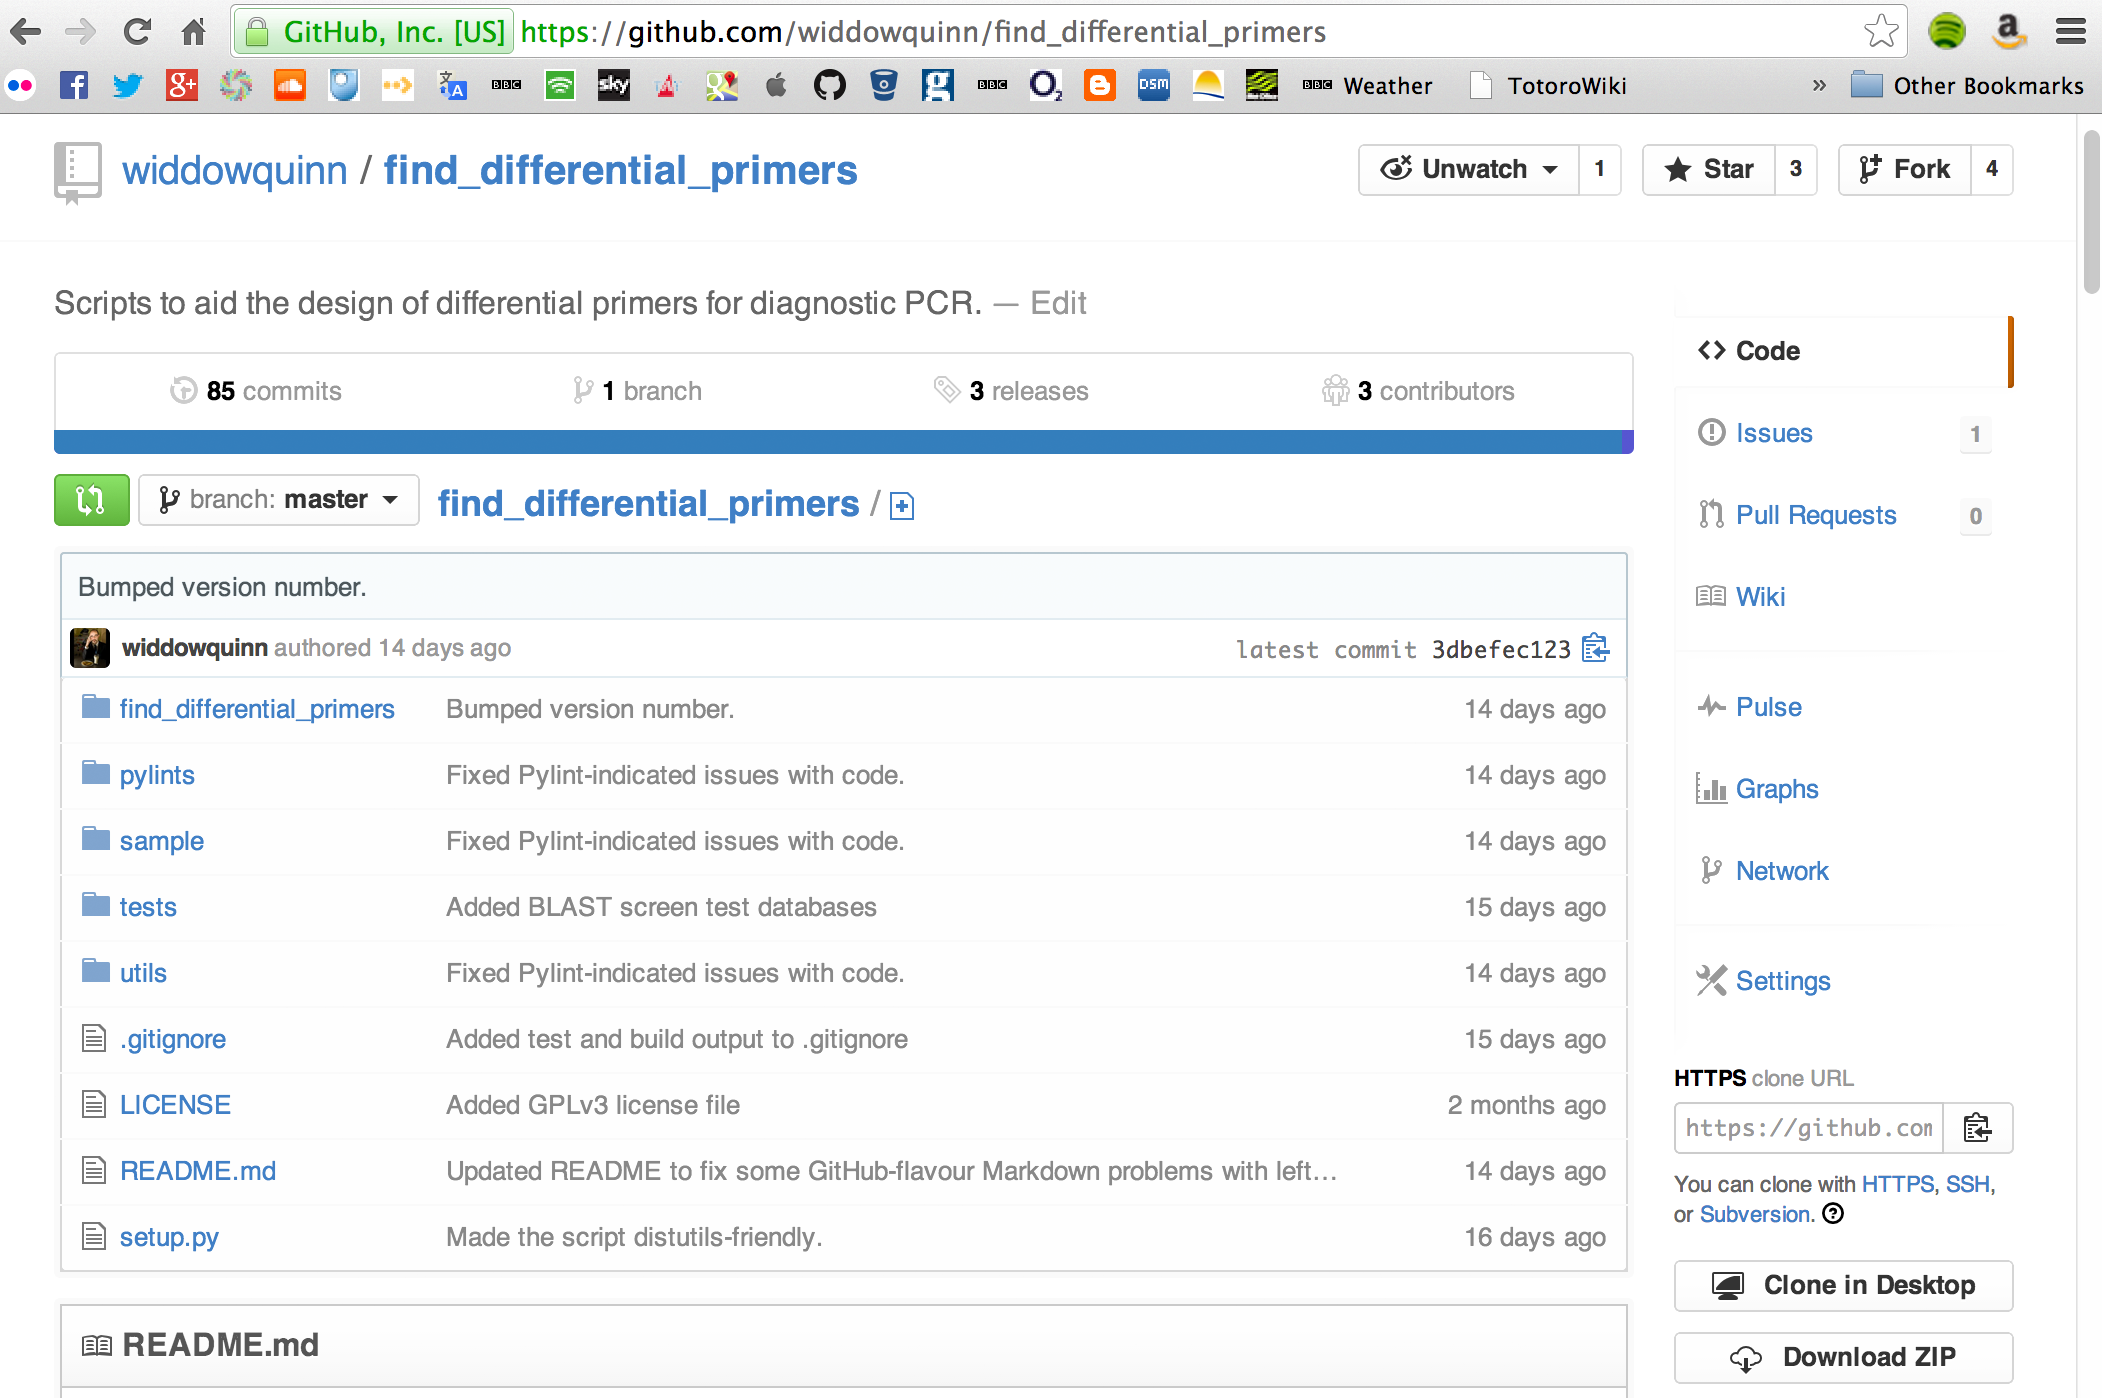 GitHub, Inc. [US] https://github.com/widdowquinn/find_differential_primers
g+ BBC sky BBC O2 DSM BBC Weather TotoroWiki » Other Bookmarks
widdowquinn / find_differential_primers Unwatch 1 Star 3 Fork 4
Scripts to aid the design of differential primers for diagnostic PCR. — Edit
85 commits 1 branch 3 releases 3 contributors
branch: master find_differential_primers /
Bumped version number.
widdowquinn authored 14 days ago latest commit 3dbefec123
find_differential_primers Bumped version number. 14 days ago
pylints Fixed Pylint-indicated issues with code. 14 days ago
sample Fixed Pylint-indicated issues with code. 14 days ago
tests Added BLAST screen test databases 15 days ago
utils Fixed Pylint-indicated issues with code. 14 days ago
.gitignore Added test and build output to .gitignore 15 days ago
LICENSE Added GPLv3 license file 2 months ago
README.md Updated README to fix some GitHub-flavour Markdown problems with left… 14 days ago
setup.py Made the script distutils-friendly. 16 days ago
README.md
Code
Issues 1
Pull Requests 0
Wiki
Pulse
Graphs
Network
Settings
HTTPS clone URL
https://github.com
You can clone with HTTPS, SSH,
or Subversion.
Clone in Desktop
Download ZIP